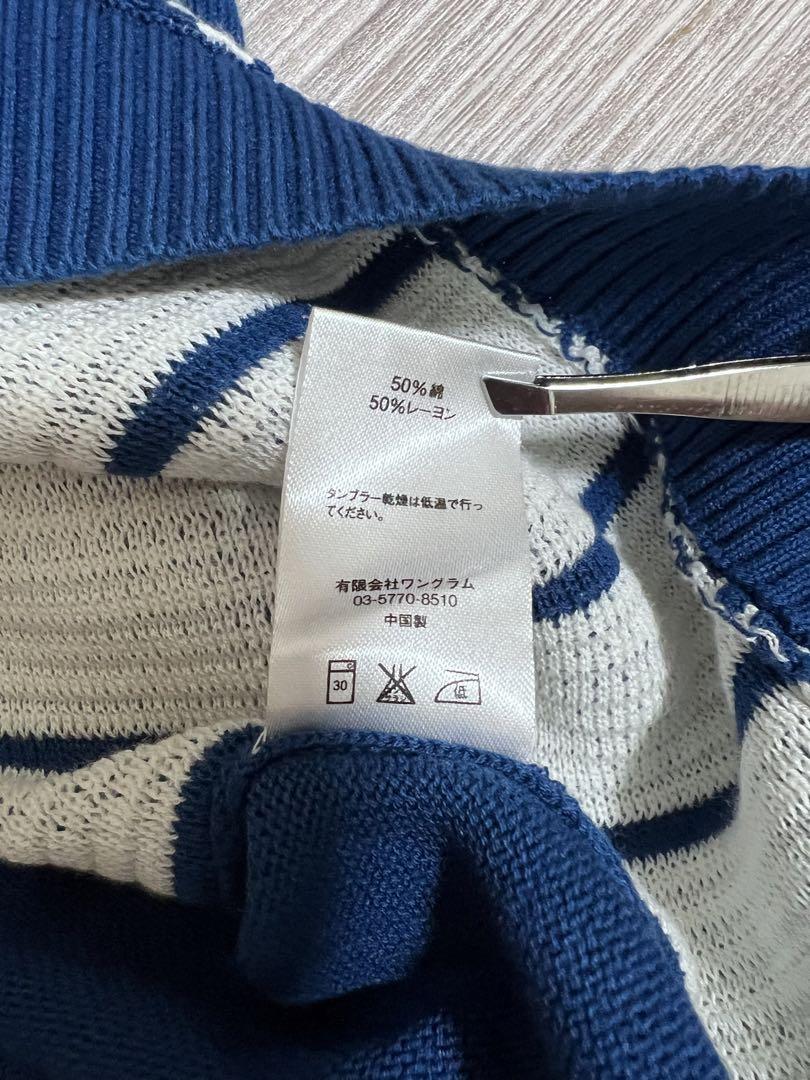 50%綿
50%レーヨン
タンブラー乾燥は低温で行っ
てください。
有限会社ワングラム
03-5770-8510
中国製
30
低